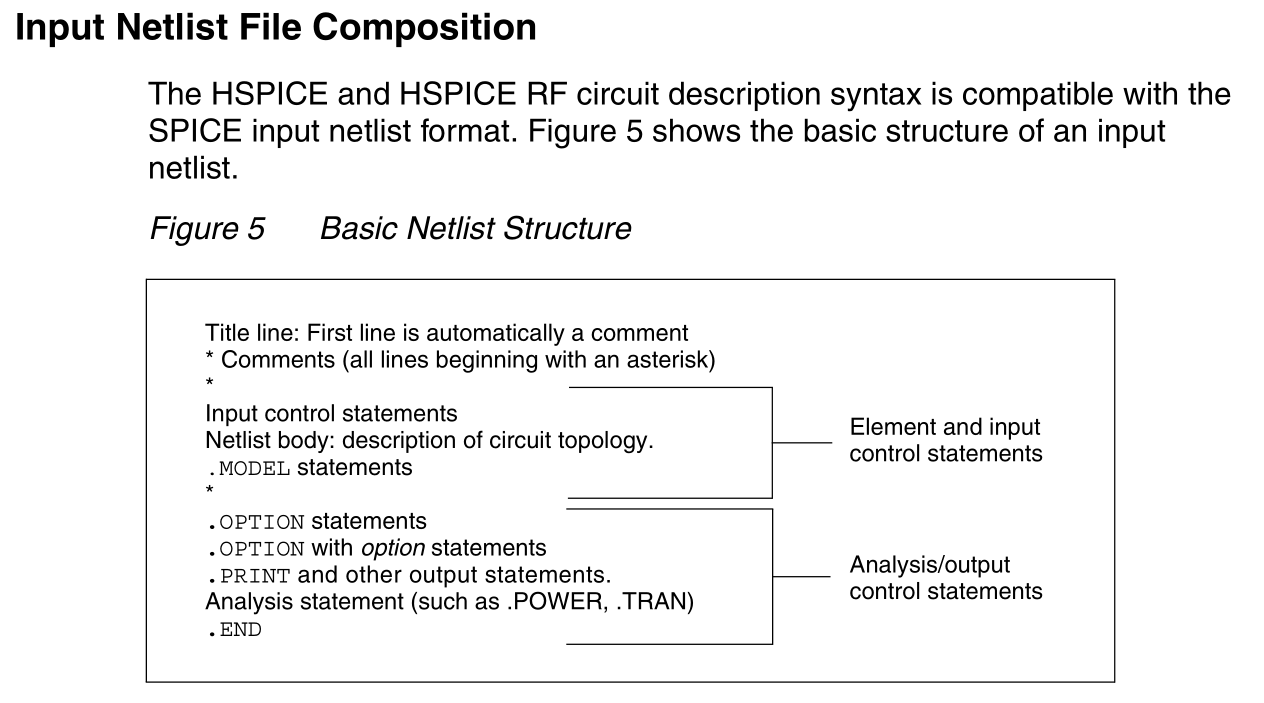 Input Netlist File Composition
The HSPICE and HSPICE RF circuit description syntax is compatible with the
SPICE input netlist format. Figure 5 shows the basic structure of an input
netlist.
Figure 5 Basic Netlist Structure
Title line: First line is automatically a comment
* Comments (all lines beginning with an asterisk)
*
Input control statements
Netlist body: description of circuit topology.
.MODEL statements
*
Element and input
control statements
.OPTION statements
.OPTION with option statements
.PRINT and other output statements.
Analysis statement (such as .POWER, .TRAN)
.END
Analysis/output
control statements